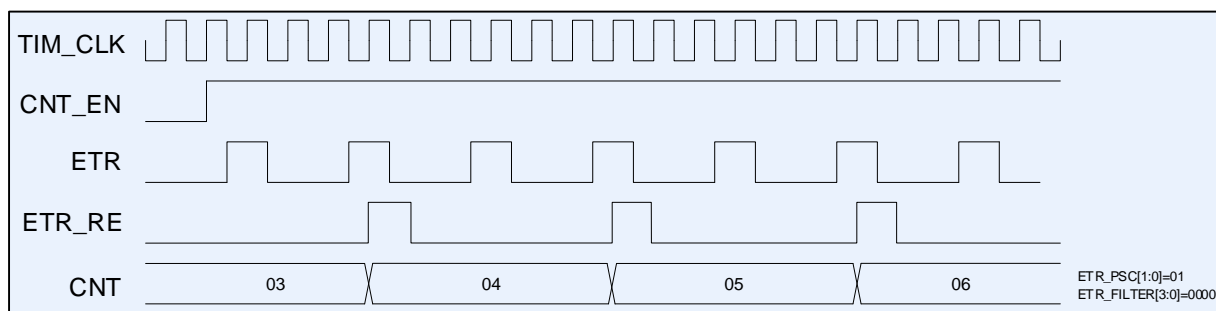 TIM_CLK
CNT_EN
ETR
ETR_RE
CNT 03 04 05 06
ETR_PSC[1:0]=01
ETR_FILTER[3:0]=0000